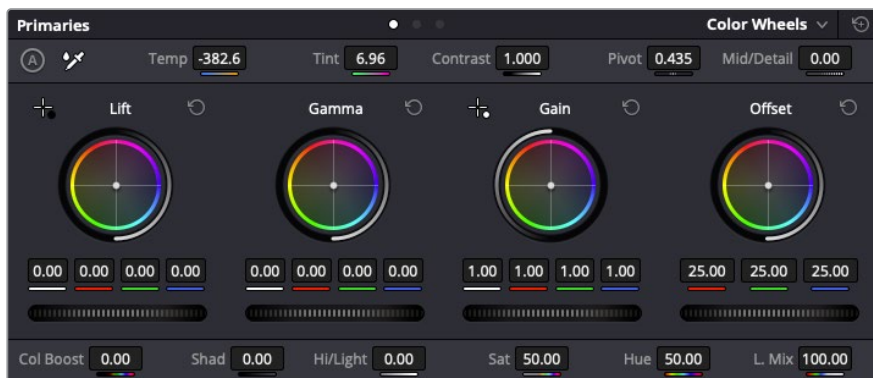 Primaries Color Wheels
A Temp -382.6 Tint 6.96 Contrast 1.000 Pivot 0.435 Mid/Detail 0.00
Lift Gamma Gain Offset
0.00 0.00 0.00 0.00 0.00 0.00 0.00 0.00 1.00 1.00 1.00 1.00 25.00 25.00 25.00
Col Boost 0.00 Shad 0.00 Hi/Light 0.00 Sat 50.00 Hue 50.00 L. Mix 100.00